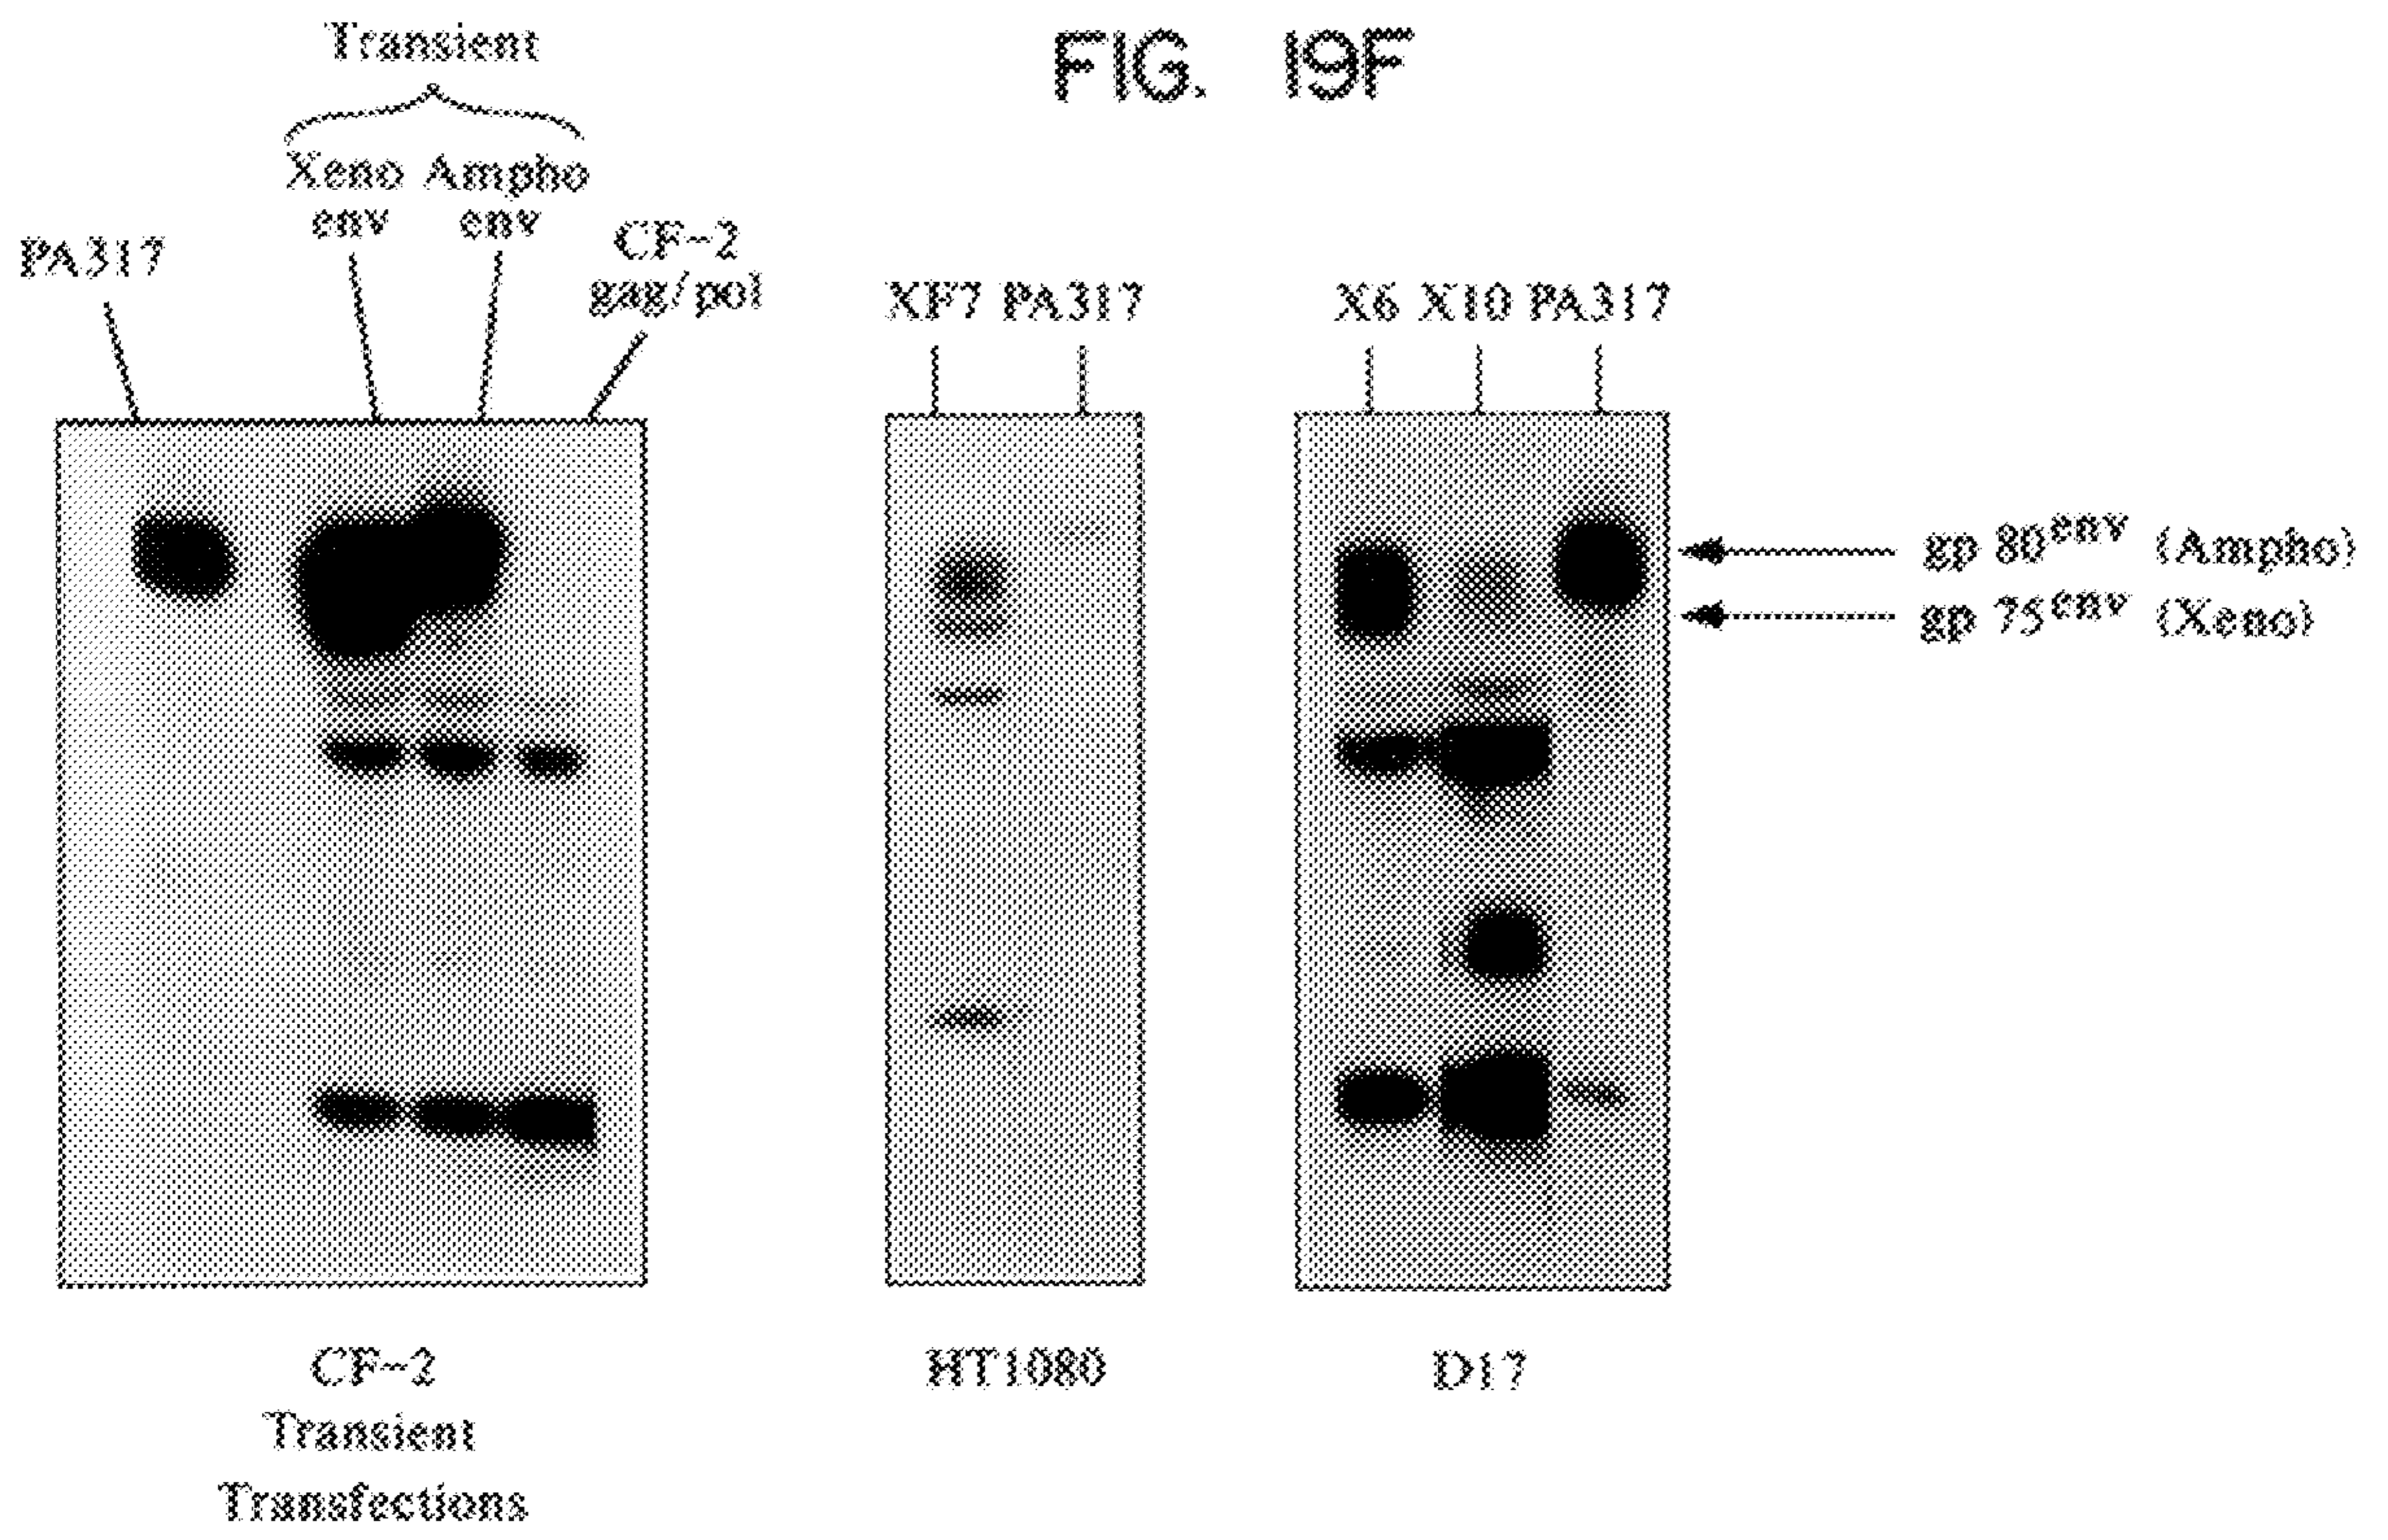 FIG. 19F
Transient
Xeno Ampho
env env
PA317
CF-2
gag/pol
XF7 PA317
X6 X10 PA317
gp 80env (Ampho)
gp 75env (Xeno)
CF-2
Transient
Transfections
HT1080
D17